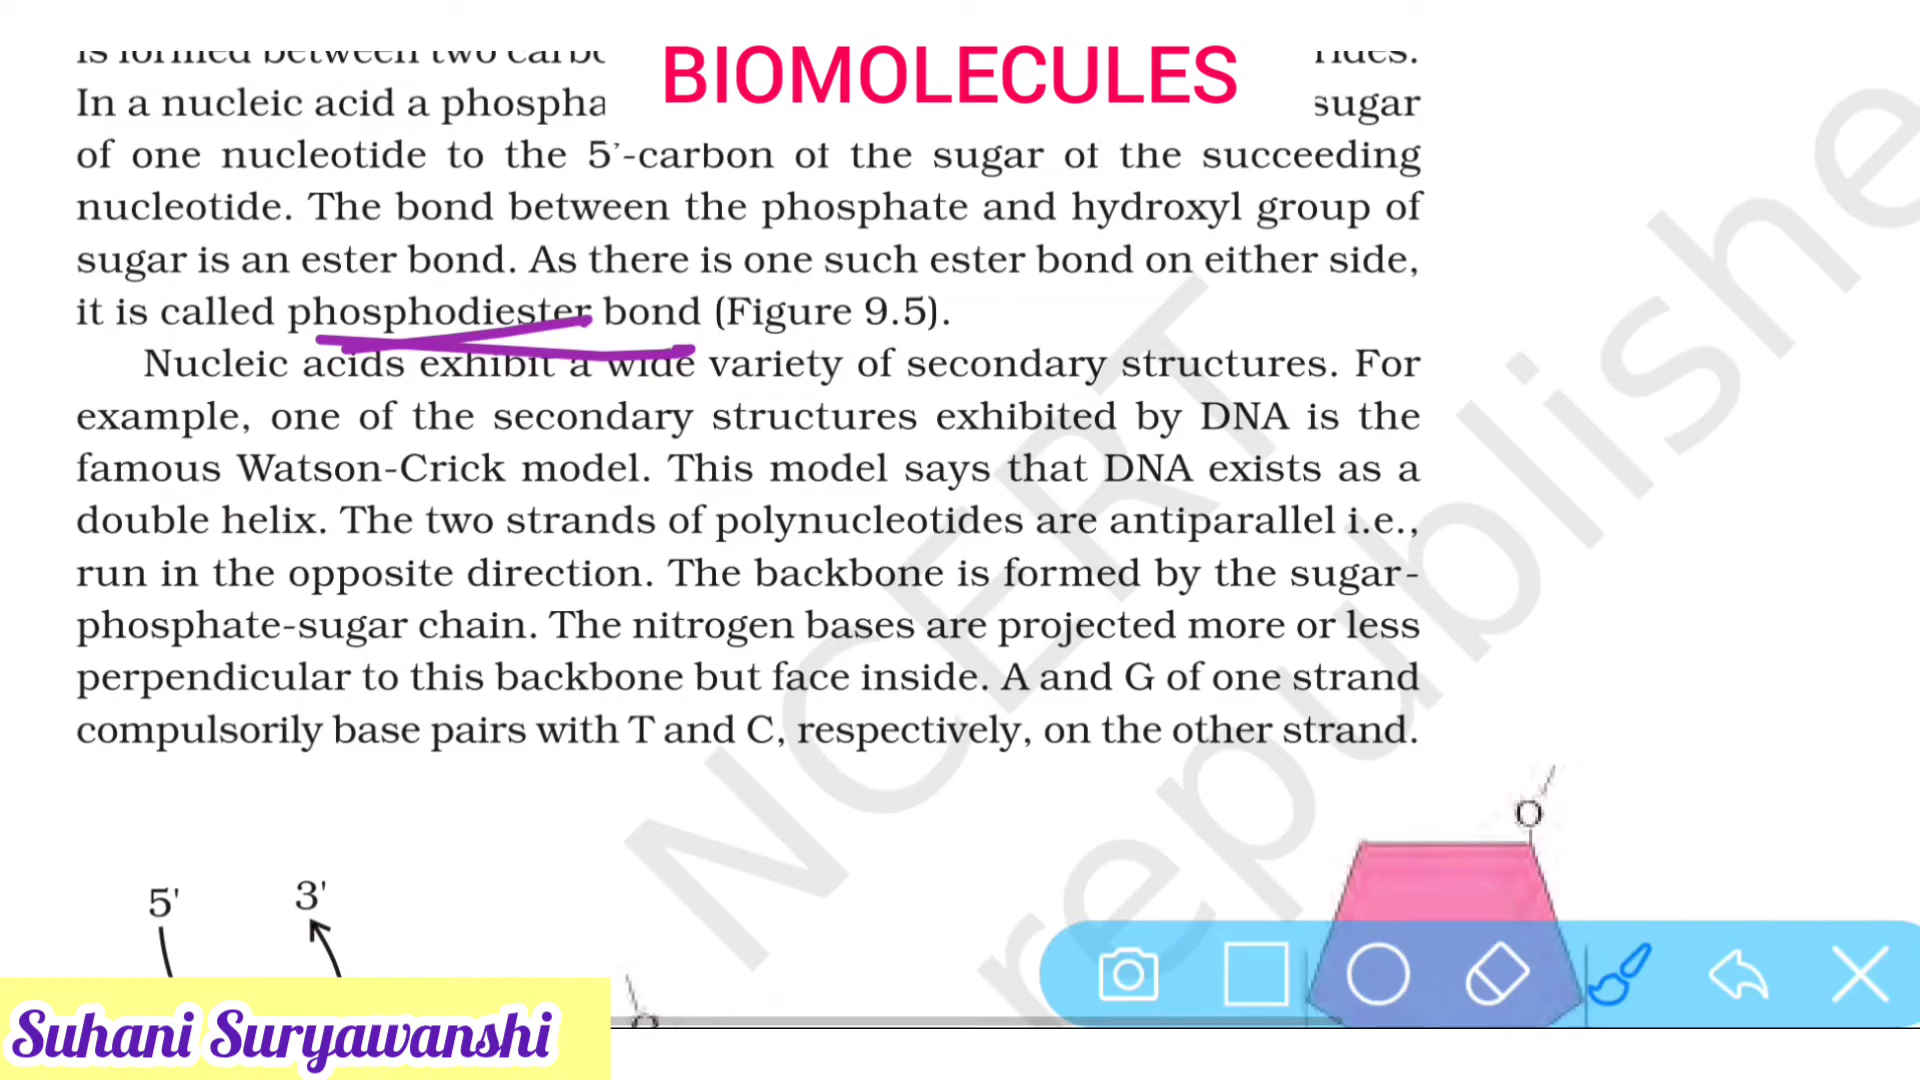 BIOMOLECULES
is formed between two
In a nucleic acid a sugar
of one nucleotide to the 5’-carbon of the sugar of the succeeding
nucleotide. The bond between the phosphate and hydroxyl group of
sugar is an ester bond. As there is one such ester bond on either side,
it is called phosphodiester bond (Figure 9.5).
Nucleic acids exhibit a wide variety of secondary structures. For
example, one of the secondary structures exhibited by DNA is the
famous Watson-Crick model. This model says that DNA exists as a
double helix. The two strands of polynucleotides are antiparallel i.e.,
run in the opposite direction. The backbone is formed by the sugar-
phosphate-sugar chain. The nitrogen bases are projected more or less
perpendicular to this backbone but face inside. A and G of one strand
compulsorily base pairs with T and C, respectively, on the other strand.
NCERT
republishe
O
5' 3'
O
Suhani Suryawanshi